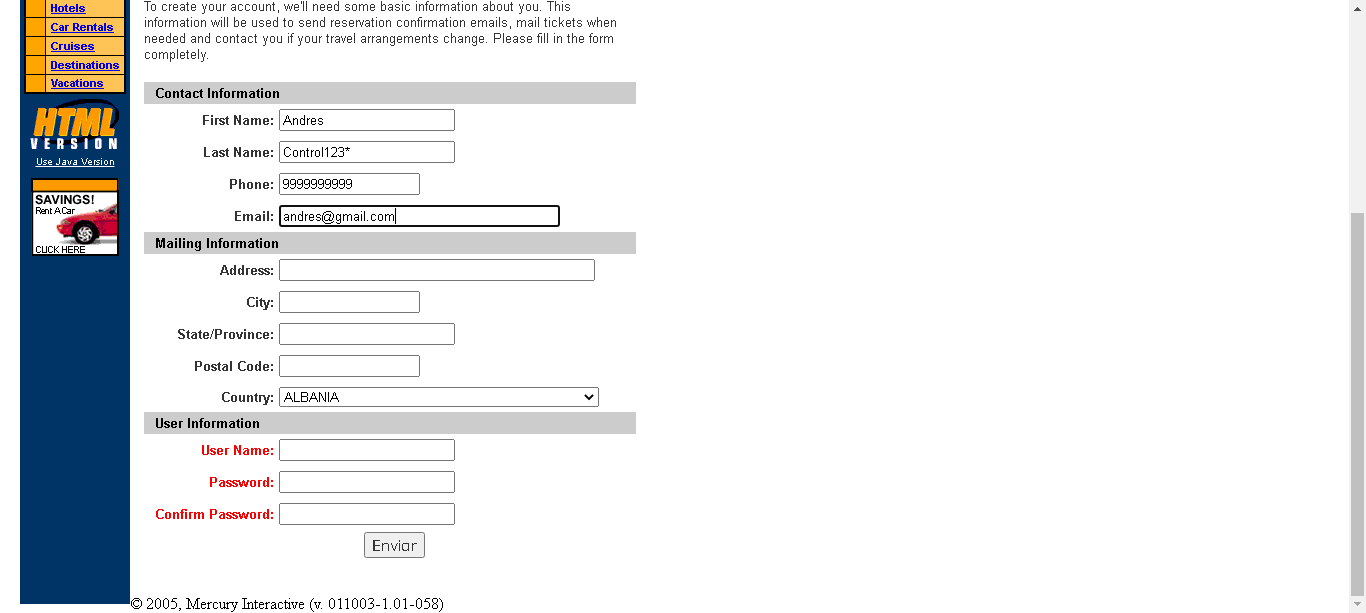 Hotels
Car Rentals
Cruises
Destinations
Vacations
HTML
VERSION
Use Java Version
SAVINGS!
Rent A Car
CLICK HERE
To create your account, we'll need some basic information about you. This
information will be used to send reservation confirmation emails, mail tickets when
needed and contact you if your travel arrangements change. Please fill in the form
completely.
Contact Information
First Name: Andres
Last Name: Control123*
Phone: 9999999999
Email: andres@gmail.com
Mailing Information
Address:
City:
State/Province:
Postal Code:
Country: ALBANIA
User Information
User Name:
Password:
Confirm Password:
Enviar
© 2005, Mercury Interactive (v. 011003-1.01-058)